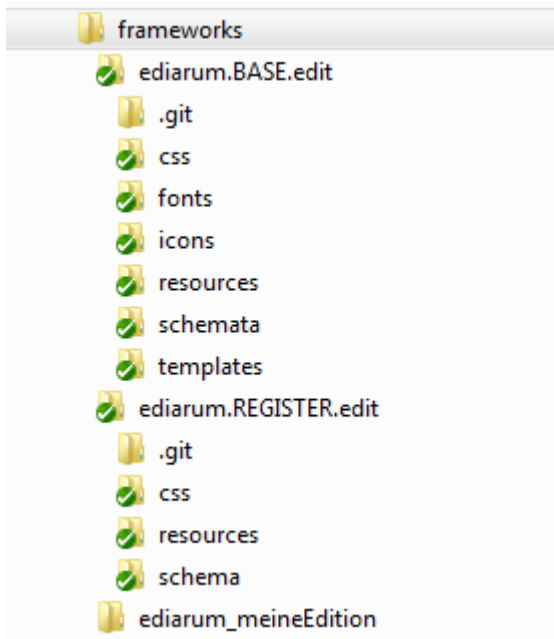 frameworks
ediarum.BASE.edit
.git
css
fonts
icons
resources
schemata
templates
ediarum.REGISTER.edit
.git
css
resources
schema
ediarum_meineEdition